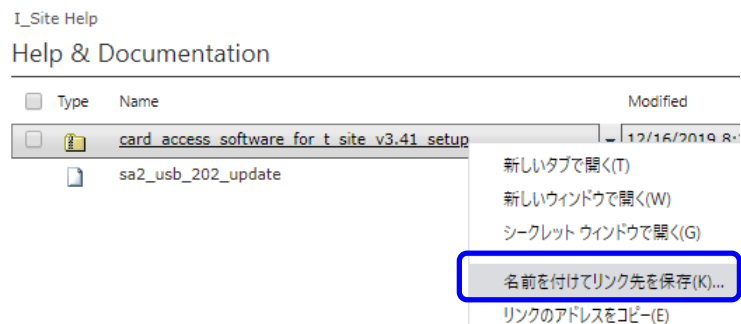 I_Site Help
Help & Documentation
Type Name Modified
card_access_software_for_t_site_v3.41_setup 12/16/2019 8:
sa2_usb_202_update
新しいタブで開く(T)
新しいウィンドウで開く(W)
シークレット ウィンドウで開く(G)
名前を付けてリンク先を保存(K)...
リンクのアドレスをコピー(E)